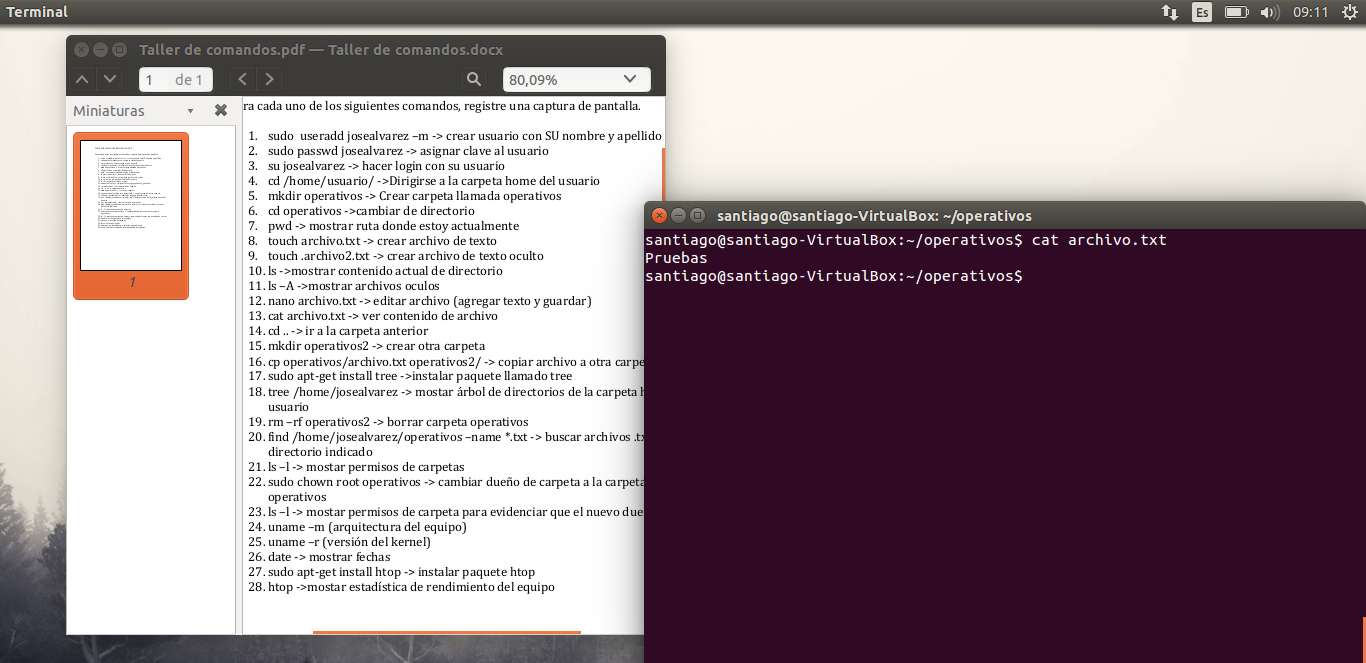 Terminal
Es
09:11
Taller de comandos.pdf — Taller de comandos.docx
1 de 1
80,09%
Miniaturas
1
ra cada uno de los siguientes comandos, registre una captura de pantalla.
1. sudo useradd josealvarez –m -> crear usuario con SU nombre y apellido
2. sudo passwd josealvarez -> asignar clave al usuario
3. su josealvarez -> hacer login con su usuario
4. cd /home/usuario/ ->Dirigirse a la carpeta home del usuario
5. mkdir operativos -> Crear carpeta llamada operativos
6. cd operativos ->cambiar de directorio
7. pwd -> mostrar ruta donde estoy actualmente
8. touch archivo.txt -> crear archivo de texto
9. touch .archivo2.txt -> crear archivo de texto oculto
10. ls ->mostrar contenido actual de directorio
11. ls –A ->mostrar archivos oculos
12. nano archivo.txt -> editar archivo (agregar texto y guardar)
13. cat archivo.txt -> ver contenido de archivo
14. cd .. -> ir a la carpeta anterior
15. mkdir operativos2 -> crear otra carpeta
16. cp operativos/archivo.txt operativos2/ -> copiar archivo a otra carpe
17. sudo apt-get install tree ->instalar paquete llamado tree
18. tree /home/josealvarez -> mostar árbol de directorios de la carpeta h
usuario
19. rm –rf operativos2 -> borrar carpeta operativos
20. find /home/josealvarez/operativos –name *.txt -> buscar archivos .tx
directorio indicado
21. ls –l -> mostar permisos de carpetas
22. sudo chown root operativos -> cambiar dueño de carpeta a la carpeta
operativos
23. ls –l -> mostar permisos de carpeta para evidenciar que el nuevo due
24. uname –m (arquitectura del equipo)
25. uname –r (versión del kernel)
26. date -> mostrar fechas
27. sudo apt-get install htop -> instalar paquete htop
28. htop ->mostar estadística de rendimiento del equipo
santiago@santiago-VirtualBox: ~/operativos
santiago@santiago-VirtualBox:~/operativos$ cat archivo.txt
Pruebas
santiago@santiago-VirtualBox:~/operativos$